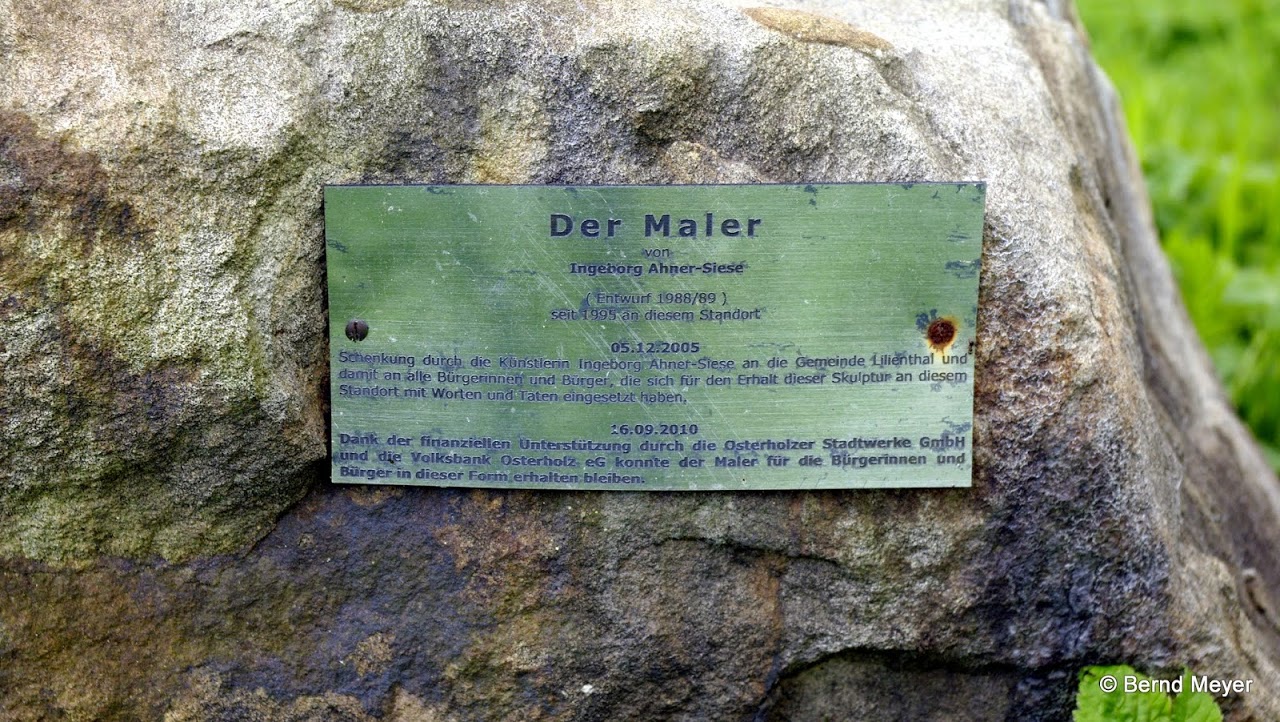 Der Maler
von
Ingeborg Ahner-Siese
( Entwurf 1988/89 )
seit 1995 an diesem Standort
05.12.2005
Schenkung durch die Künstlerin Ingeborg Ahner-Siese an die Gemeinde Lilienthal und
damit an alle Bürgerinnen und Bürger, die sich für den Erhalt dieser Skulptur an diesem
Standort mit Worten und Taten eingesetzt haben.
16.09.2010
Dank der finanziellen Unterstützung durch die Osterholzer Stadtwerke GmbH
und die Volksbank Osterholz eG konnte der Maler für die Bürgerinnen und
Bürger in dieser Form erhalten bleiben.
© Bernd Meyer